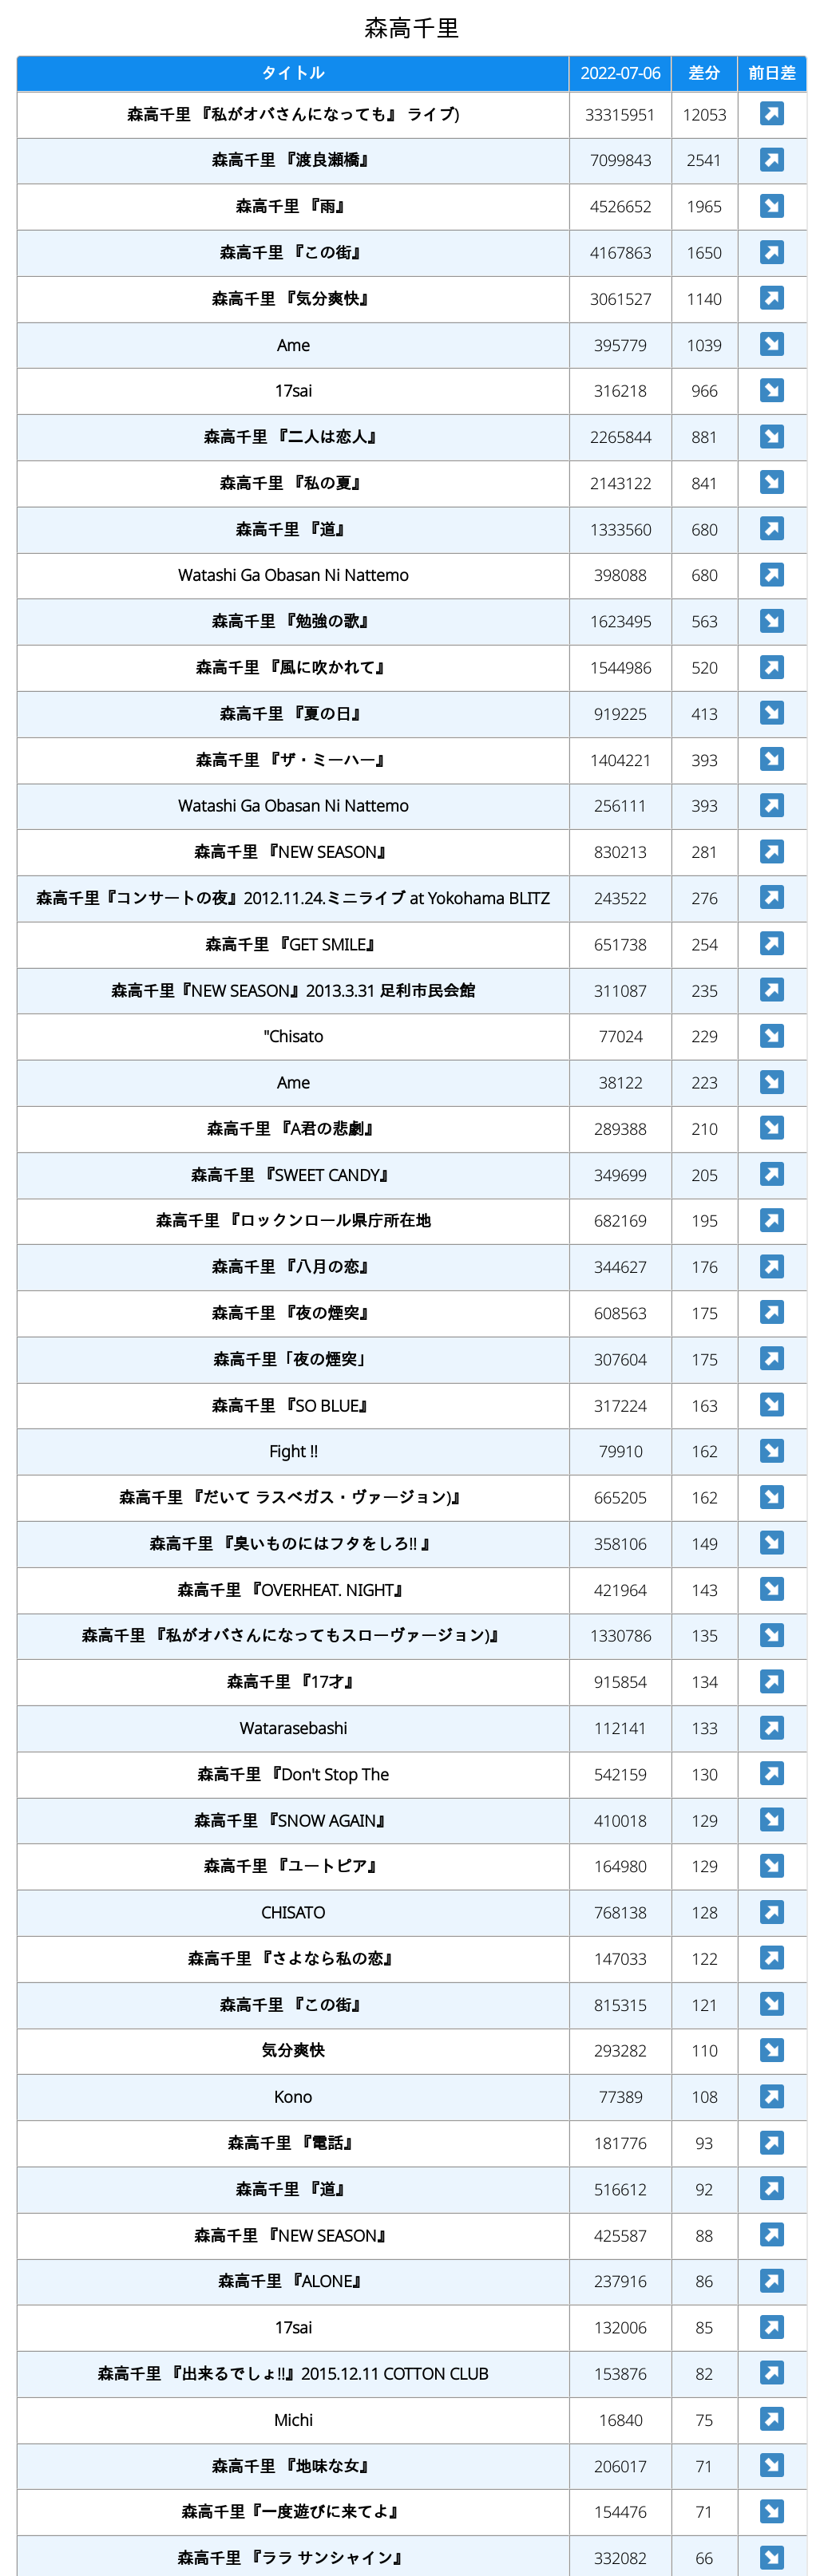 森高千里
タイトル 2022-07-06 差分 前日差
森高千里 『私がオバさんになっても』 ライブ) 33315951 12053 ↗
森高千里 『渡良瀬橋』 7099843 2541 ↗
森高千里 『雨』 4526652 1965 ↘
森高千里 『この街』 4167863 1650 ↗
森高千里 『気分爽快』 3061527 1140 ↗
Ame 395779 1039 ↘
17sai 316218 966 ↘
森高千里 『二人は恋人』 2265844 881 ↘
森高千里 『私の夏』 2143122 841 ↘
森高千里 『道』 1333560 680 ↗
Watashi Ga Obasan Ni Nattemo 398088 680 ↗
森高千里 『勉強の歌』 1623495 563 ↘
森高千里 『風に吹かれて』 1544986 520 ↗
森高千里 『夏の日』 919225 413 ↘
森高千里 『ザ・ミーハー』 1404221 393 ↘
Watashi Ga Obasan Ni Nattemo 256111 393 ↗
森高千里 『NEW SEASON』 830213 281 ↗
森高千里『コンサートの夜』2012.11.24.ミニライブ at Yokohama BLITZ 243522 276 ↗
森高千里 『GET SMILE』 651738 254 ↗
森高千里『NEW SEASON』2013.3.31 足利市民会館 311087 235 ↗
"Chisato 77024 229 ↘
Ame 38122 223 ↘
森高千里 『A君の悲劇』 289388 210 ↘
森高千里 『SWEET CANDY』 349699 205 ↗
森高千里 『ロックンロール県庁所在地 682169 195 ↗
森高千里 『八月の恋』 344627 176 ↗
森高千里 『夜の煙突』 608563 175 ↗
森高千里「夜の煙突」 307604 175 ↗
森高千里 『SO BLUE』 317224 163 ↘
Fight !! 79910 162 ↘
森高千里 『だいて ラスベガス・ヴァージョン)』 665205 162 ↘
森高千里 『臭いものにはフタをしろ!! 』 358106 149 ↘
森高千里 『OVERHEAT. NIGHT』 421964 143 ↘
森高千里 『私がオバさんになってもスローヴァージョン)』 1330786 135 ↘
森高千里 『17才』 915854 134 ↗
Watarasebashi 112141 133 ↗
森高千里 『Don't Stop The 542159 130 ↗
森高千里 『SNOW AGAIN』 410018 129 ↘
森高千里 『ユートピア』 164980 129 ↘
CHISATO 768138 128 ↗
森高千里 『さよなら私の恋』 147033 122 ↗
森高千里 『この街』 815315 121 ↘
気分爽快 293282 110 ↘
Kono 77389 108 ↗
森高千里 『電話』 181776 93 ↗
森高千里 『道』 516612 92 ↗
森高千里 『NEW SEASON』 425587 88 ↗
森高千里 『ALONE』 237916 86 ↗
17sai 132006 85 ↗
森高千里 『出来るでしょ!!』2015.12.11 COTTON CLUB 153876 82 ↗
Michi 16840 75 ↗
森高千里 『地味な女』 206017 71 ↘
森高千里『一度遊びに来てよ』 154476 71 ↘
森高千里 『ララ サンシャイン』 332082 66 ↘